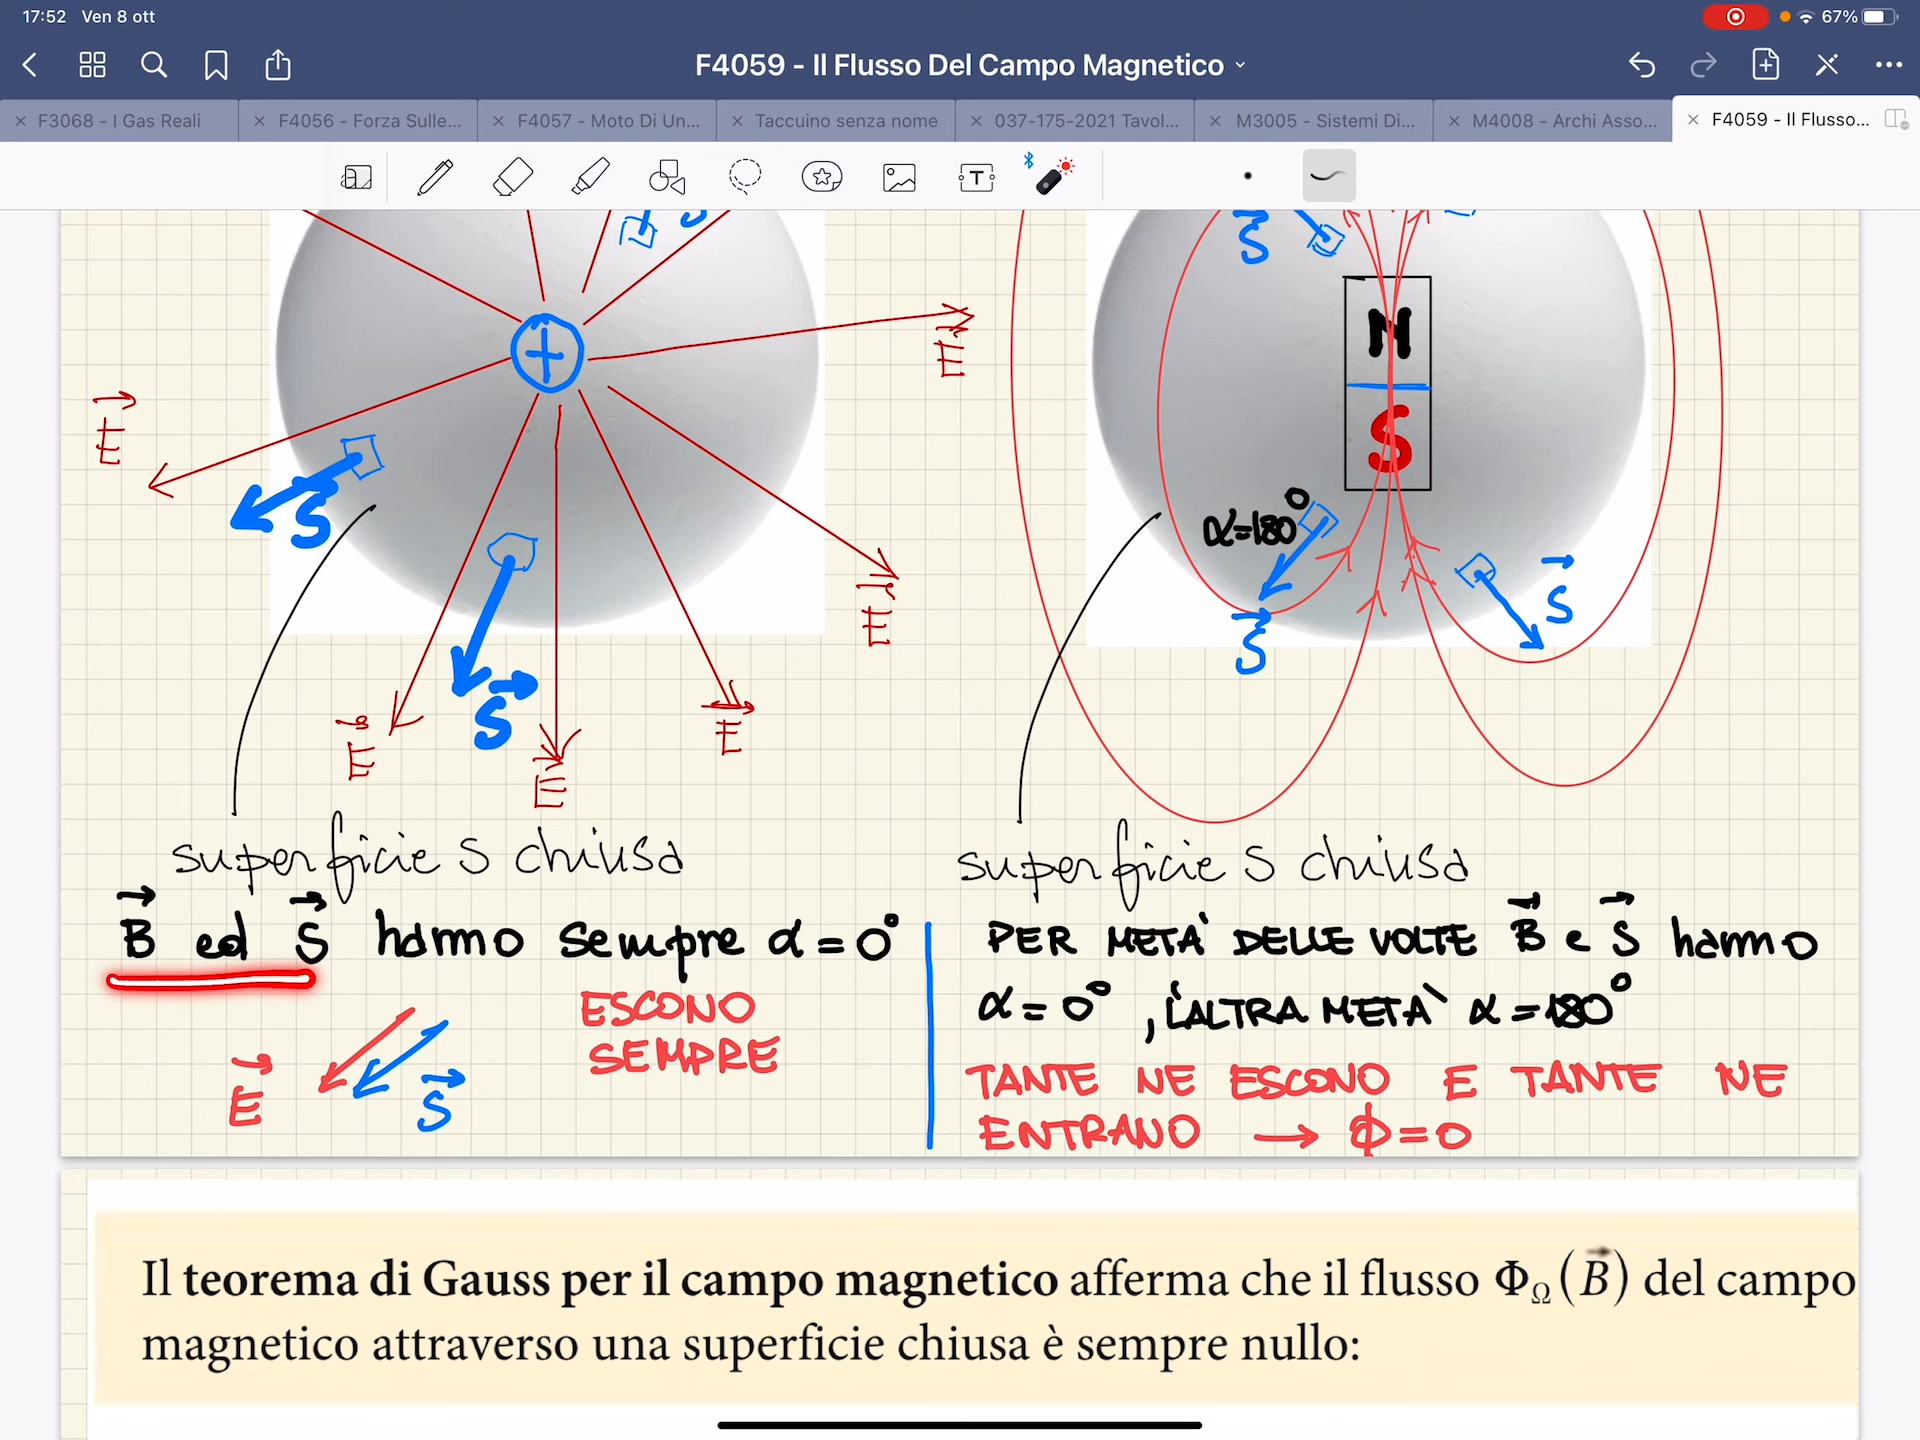 17:52 Ven 8 ott
67%
F4059 - Il Flusso Del Campo Magnetico
F3068 - I Gas Reali
F4056 - Forza Sulle...
F4057 - Moto Di Un...
Taccuino senza nome
037-175-2021 Tavol...
M3005 - Sistemi Di...
M4008 - Archi Asso...
F4059 - Il Flusso...
S
E
E
S
S
E
E
E
E
+
superficie S chiusa
B ed S hanno sempre α = 0°
ESCONO
SEMPRE
E
S
S
N
S
α=180°
S
S
superficie S chiusa
PER METÀ DELLE VOLTE B e S hanno
α = 0°, L'ALTRA METÀ α = 180°
TANTE NE ESCONO E TANTE NE
ENTRANO → Φ = 0
Il teorema di Gauss per il campo magnetico afferma che il flusso Φ_Ω(B⃗) del campo
magnetico attraverso una superficie chiusa è sempre nullo: